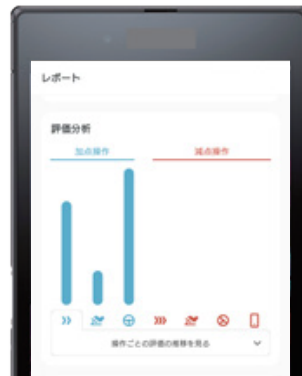 レポート
評価分析
加点操作 減点操作
操作ごとの評価の推移を見る